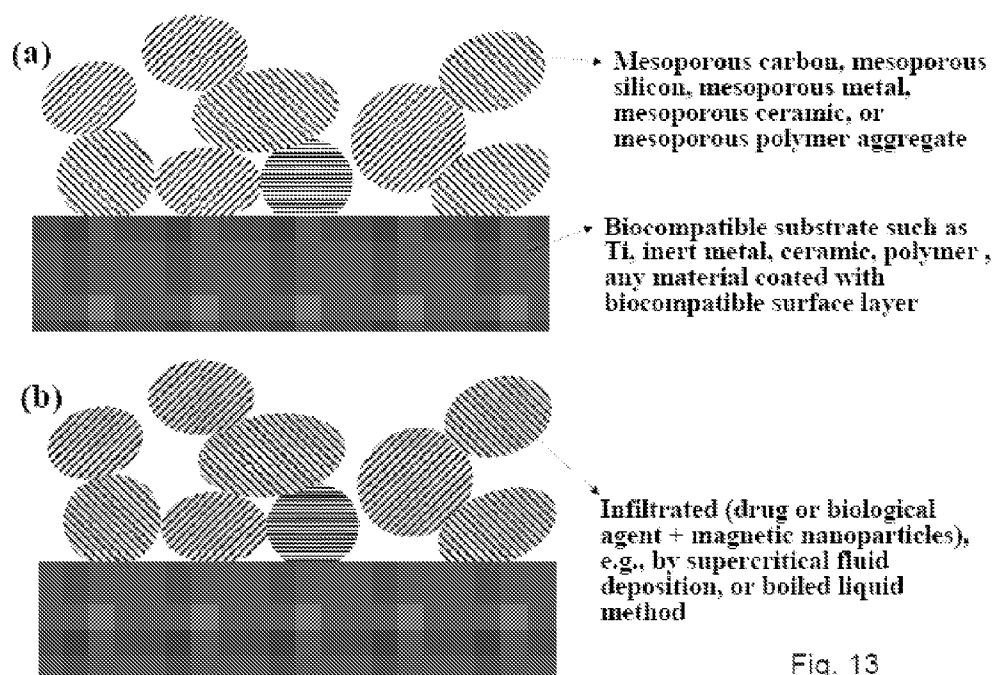 (a)
Mesoporous carbon, mesoporous
silicon, mesoporous metal,
mesoporous ceramic, or
mesoporous polymer aggregate
Biocompatible substrate such as
Ti, inert metal, ceramic, polymer ,
any material coated with
biocompatible surface layer
(b)
Infiltrated (drug or biological
agent + magnetic nanoparticles),
e.g., by supercritical fluid
deposition, or boiled liquid
method
Fig. 13